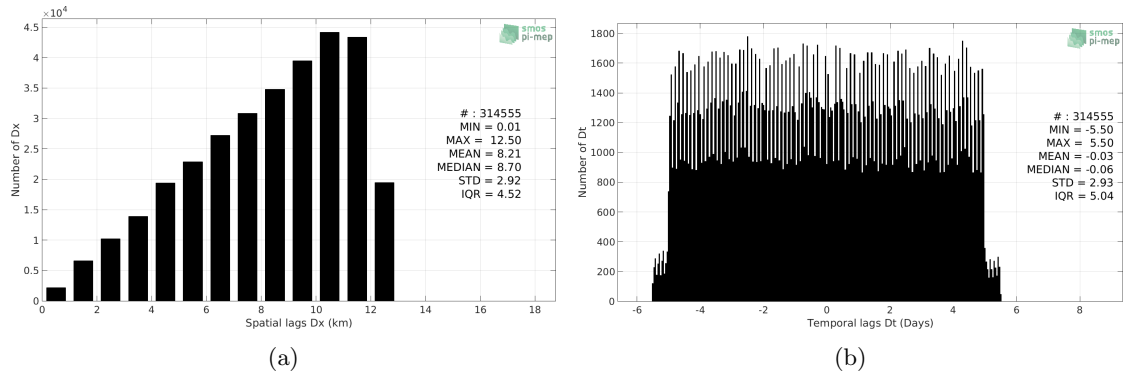 ×10⁴
4.5
4
3.5
3
2.5
2
1.5
1
0.5
0
Number of Dx
0 2 4 6 8 10 12 14 16 18
Spatial lags Dx (km)
smos
pi-mep
# : 314555
MIN = 0.01
MAX = 12.50
MEAN = 8.21
MEDIAN = 8.70
STD = 2.92
IQR = 4.52
(a)
1800
1600
1400
1200
1000
800
600
400
200
0
Number of Dt
-6 -4 -2 0 2 4 6 8
Temporal lags Dt (Days)
smos
pi-mep
# : 314555
MIN = -5.50
MAX = 5.50
MEAN = -0.03
MEDIAN = -0.06
STD = 2.93
IQR = 5.04
(b)